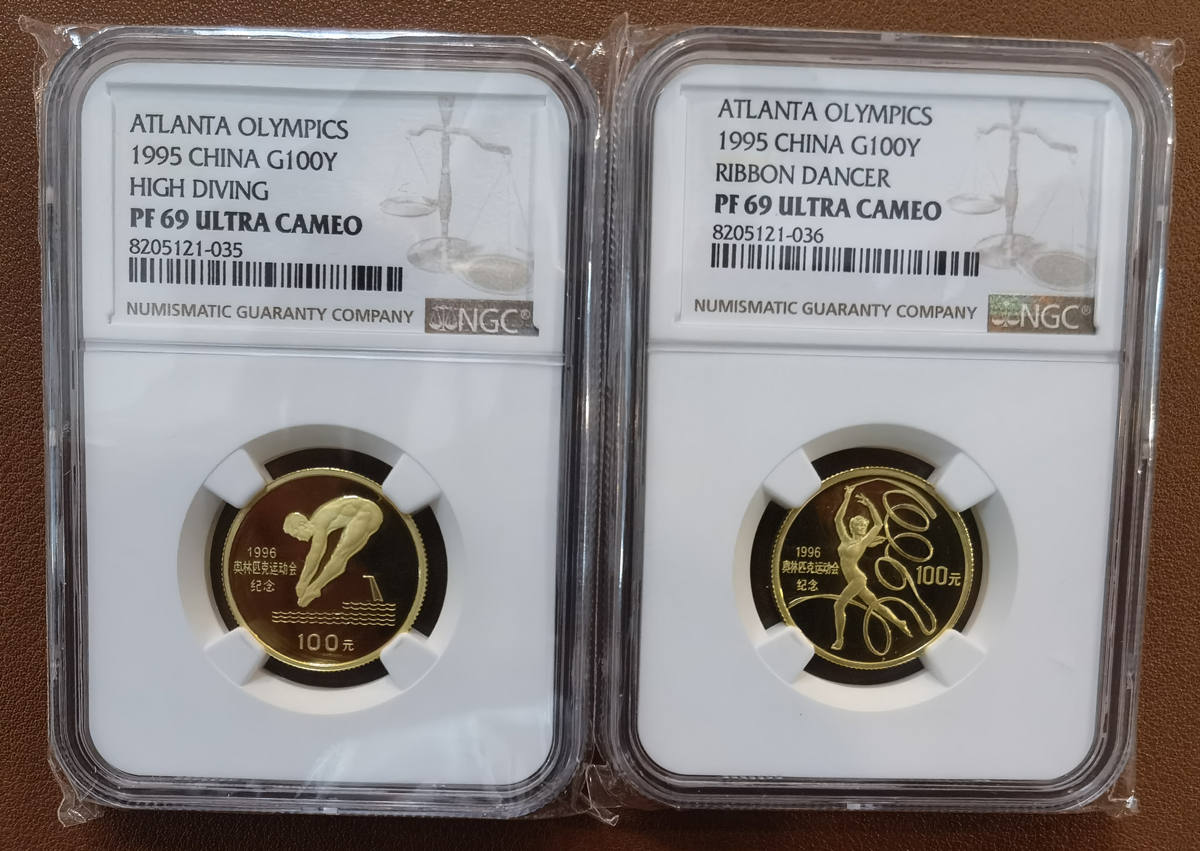 ATLANTA OLYMPICS
1995 CHINA G100Y
HIGH DIVING
PF 69 ULTRA CAMEO
8205121-035
NUMISMATIC GUARANTY COMPANY
NGC®
1996
奥林匹克运动会
纪念
100元
ATLANTA OLYMPICS
1995 CHINA G100Y
RIBBON DANCER
PF 69 ULTRA CAMEO
8205121-036
NUMISMATIC GUARANTY COMPANY
NGC®
1996
奥林匹克运动会
纪念
100元